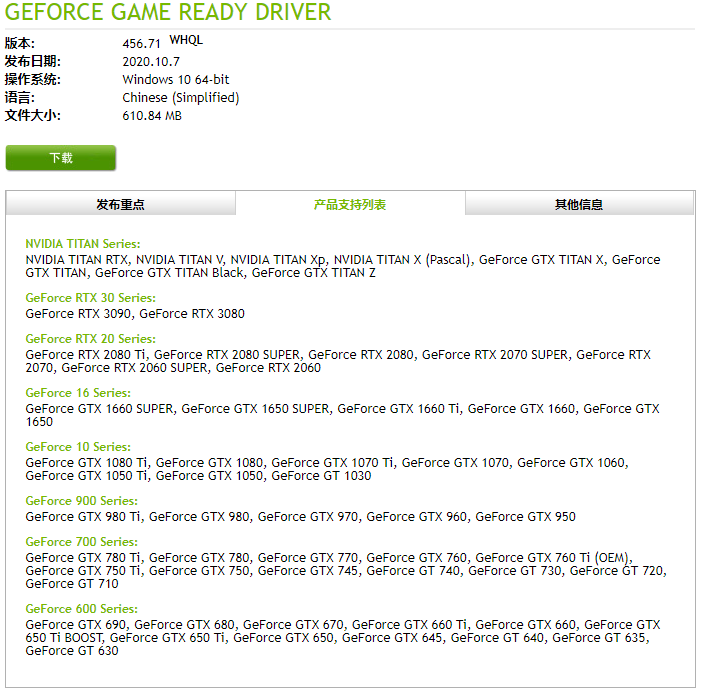 GEFORCE GAME READY DRIVER
版本: 456.71 WHQL
发布日期: 2020.10.7
操作系统: Windows 10 64-bit
语言: Chinese (Simplified)
文件大小: 610.84 MB
下载
发布重点 产品支持列表 其他信息
NVIDIA TITAN Series:
NVIDIA TITAN RTX, NVIDIA TITAN V, NVIDIA TITAN Xp, NVIDIA TITAN X (Pascal), GeForce GTX TITAN X, GeForce
GTX TITAN, GeForce GTX TITAN Black, GeForce GTX TITAN Z
GeForce RTX 30 Series:
GeForce RTX 3090, GeForce RTX 3080
GeForce RTX 20 Series:
GeForce RTX 2080 Ti, GeForce RTX 2080 SUPER, GeForce RTX 2080, GeForce RTX 2070 SUPER, GeForce RTX
2070, GeForce RTX 2060 SUPER, GeForce RTX 2060
GeForce 16 Series:
GeForce GTX 1660 SUPER, GeForce GTX 1650 SUPER, GeForce GTX 1660 Ti, GeForce GTX 1660, GeForce GTX
1650
GeForce 10 Series:
GeForce GTX 1080 Ti, GeForce GTX 1080, GeForce GTX 1070 Ti, GeForce GTX 1070, GeForce GTX 1060,
GeForce GTX 1050 Ti, GeForce GTX 1050, GeForce GT 1030
GeForce 900 Series:
GeForce GTX 980 Ti, GeForce GTX 980, GeForce GTX 970, GeForce GTX 960, GeForce GTX 950
GeForce 700 Series:
GeForce GTX 780 Ti, GeForce GTX 780, GeForce GTX 770, GeForce GTX 760, GeForce GTX 760 Ti (OEM),
GeForce GTX 750 Ti, GeForce GTX 750, GeForce GTX 745, GeForce GT 740, GeForce GT 730, GeForce GT 720,
GeForce GT 710
GeForce 600 Series:
GeForce GTX 690, GeForce GTX 680, GeForce GTX 670, GeForce GTX 660 Ti, GeForce GTX 660, GeForce GTX
650 Ti BOOST, GeForce GTX 650 Ti, GeForce GTX 650, GeForce GTX 645, GeForce GT 640, GeForce GT 635,
GeForce GT 630